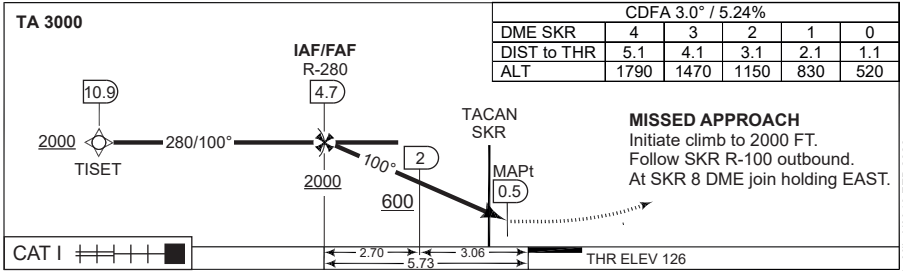 TA 3000
CDFA 3.0° / 5.24%
DME SKR 4 3 2 1 0
DIST to THR 5.1 4.1 3.1 2.1 1.1
ALT 1790 1470 1150 830 520
IAF/FAF
R-280
10.9
4.7
TACAN
SKR
MISSED APPROACH
Initiate climb to 2000 FT.
Follow SKR R-100 outbound.
At SKR 8 DME join holding EAST.
2000
280/100°
TISET
100°
2
MAPt
2000
0.5
600
CAT I
2.70
3.06
5.73
THR ELEV 126